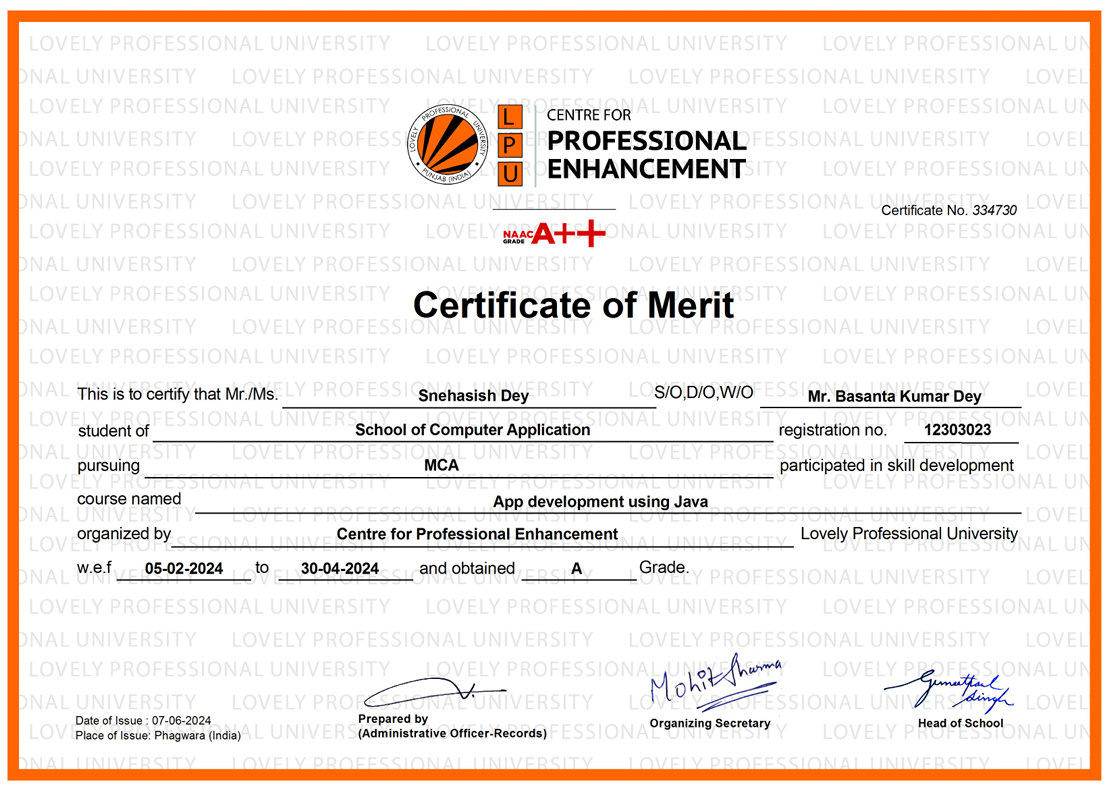 LOVELY PROFESSIONAL UNIVERSITY
PUNJAB (INDIA)
L
P
U
CENTRE FOR
PROFESSIONAL
ENHANCEMENT
Certificate No. 334730
NAAC
GRADE A++
Certificate of Merit
This is to certify that Mr./Ms. Snehasish Dey S/O,D/O,W/O Mr. Basanta Kumar Dey
student of School of Computer Application registration no. 12303023
pursuing MCA participated in skill development
course named App development using Java
organized by Centre for Professional Enhancement Lovely Professional University
w.e.f 05-02-2024 to 30-04-2024 and obtained A Grade.
Mohit Sharma
Date of Issue : 07-06-2024
Place of Issue: Phagwara (India)
Prepared by
(Administrative Officer-Records)
Organizing Secretary
Head of School